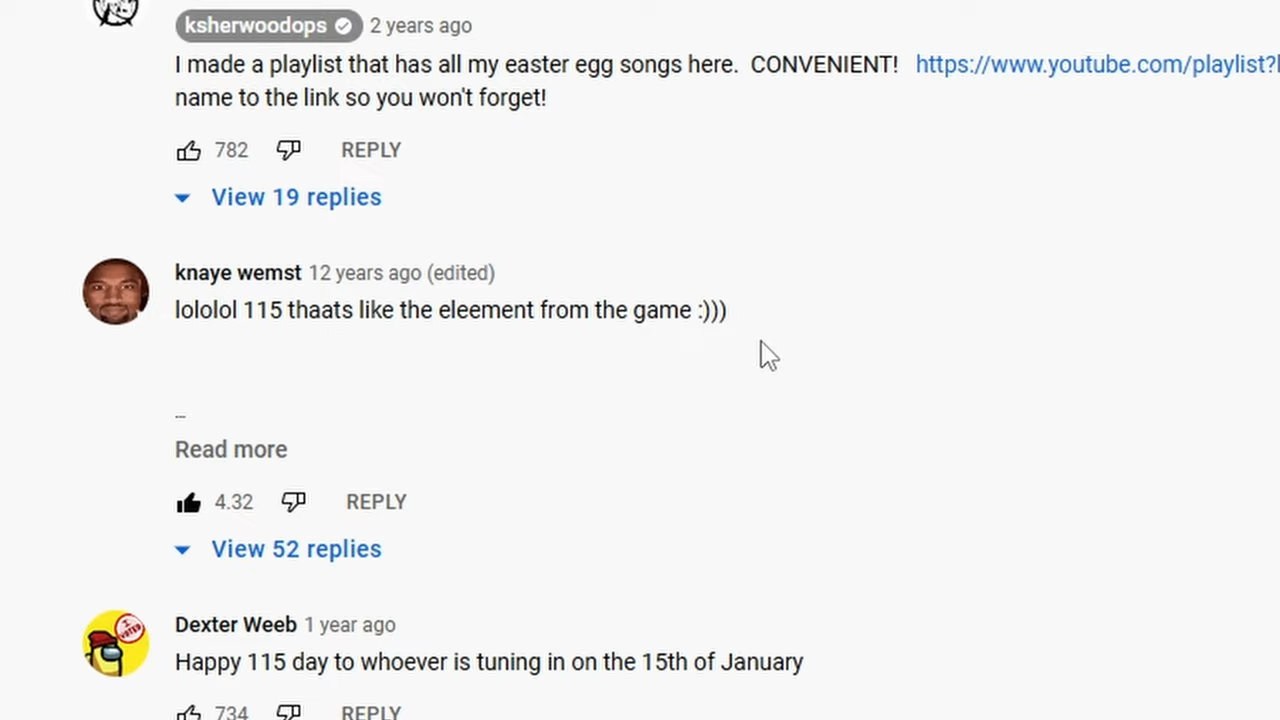 ksherwoodops 2 years ago
I made a playlist that has all my easter egg songs here. CONVENIENT! https://www.youtube.com/playlist?l
name to the link so you won't forget!
782 REPLY
View 19 replies
knaye wemst 12 years ago (edited)
lololol 115 thaats like the eleement from the game :)))
...
Read more
4.32 REPLY
View 52 replies
Dexter Weeb 1 year ago
I VOTED
Happy 115 day to whoever is tuning in on the 15th of January
734 REPLY